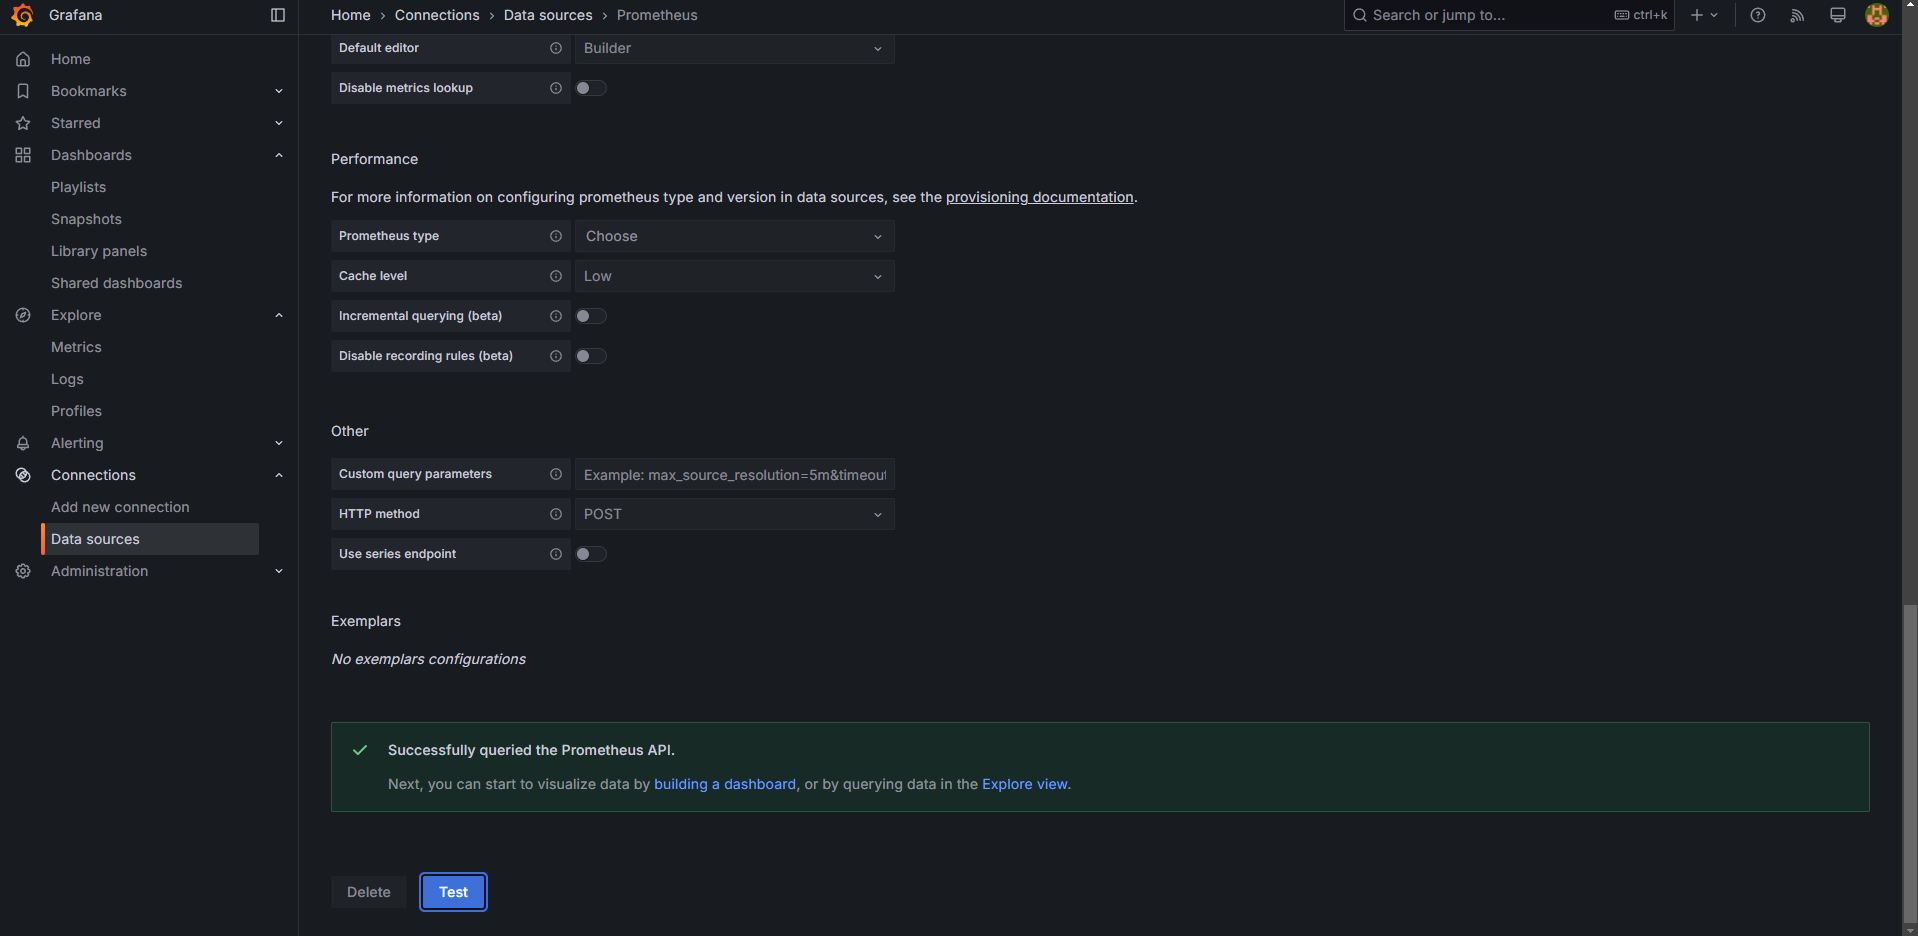 Grafana
Home › Connections › Data sources › Prometheus
Search or jump to...
ctrl+k
Home
Bookmarks
Starred
Dashboards
Playlists
Snapshots
Library panels
Shared dashboards
Explore
Metrics
Logs
Profiles
Alerting
Connections
Add new connection
Data sources
Administration
Default editor
Builder
Disable metrics lookup
Performance
For more information on configuring prometheus type and version in data sources, see the provisioning documentation.
Prometheus type
Choose
Cache level
Low
Incremental querying (beta)
Disable recording rules (beta)
Other
Custom query parameters
Example: max_source_resolution=5m&timeout
HTTP method
POST
Use series endpoint
Exemplars
No exemplars configurations
Successfully queried the Prometheus API.
Next, you can start to visualize data by building a dashboard, or by querying data in the Explore view.
Delete
Test